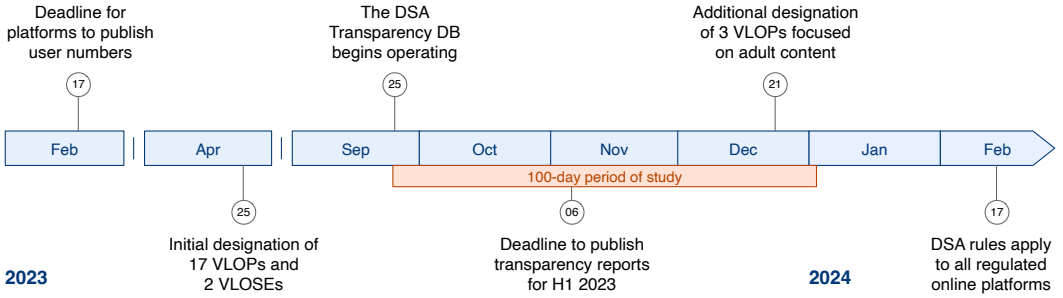 Deadline for
platforms to publish
user numbers
The DSA
Transparency DB
begins operating
Additional designation
of 3 VLOPs focused
on adult content
17
25
21
Feb
Apr
Sep
Oct
Nov
Dec
Jan
Feb
100-day period of study
25
06
17
Initial designation of
17 VLOPs and
2 VLOSEs
Deadline to publish
transparency reports
for H1 2023
DSA rules apply
to all regulated
online platforms
2023
2024